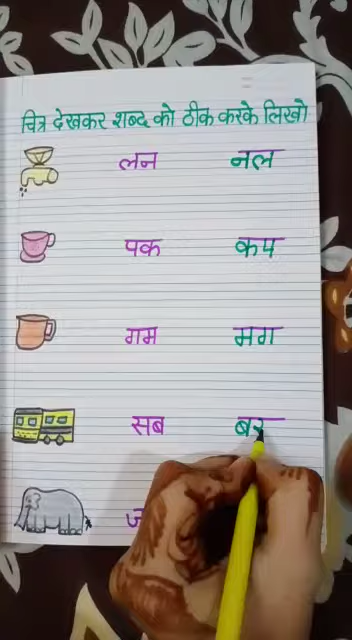 चित्र देखकर शब्द को ठीक करके लिखो
लन नल
पक कप
गम मग
सब ब